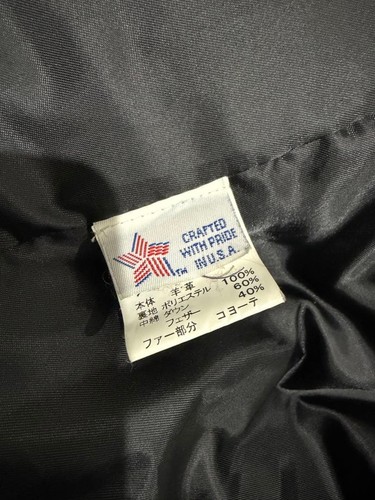 CRAFTED
WITH PRIDE
TM IN U.S.A.
本体 羊革
裏地 ポリエステル 100%
中綿 ダウン 60%
フェザー 40%
ファー部分 コヨーテ